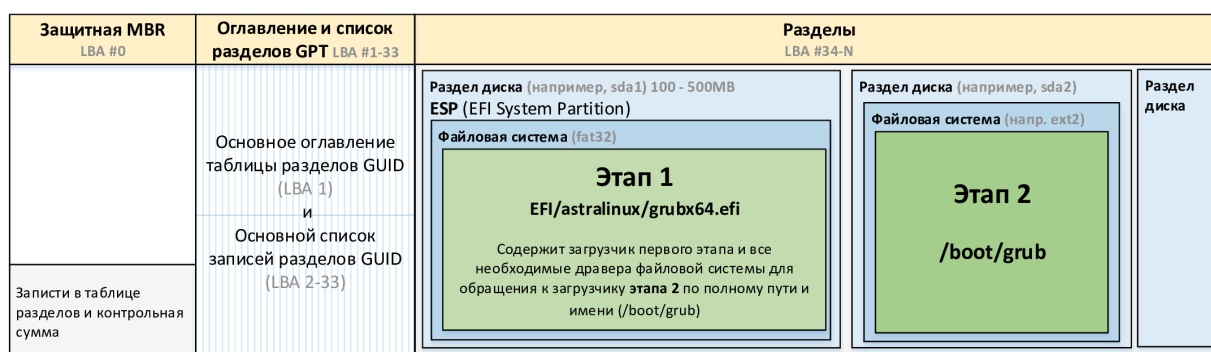 Защитная MBR
LBA #0
Оглавление и список
разделов GPT LBA #1-33
Разделы
LBA #34-N
Записти в таблице
разделов и контрольная
сумма
Основное оглавление
таблицы разделов GUID
(LBA 1)
и
Основной список
записей разделов GUID
(LBA 2-33)
Раздел диска (например, sda1) 100 - 500MB
ESP (EFI System Partition)
Файловая система (fat32)
Этап 1
EFI/astralinux/grubx64.efi
Содержит загрузчик первого этапа и все
необходимые дравера файловой системы для
обращения к загрузчику этапа 2 по полному пути и
имени (/boot/grub)
Раздел диска (например, sda2)
Файловая система (напр. ext2)
Этап 2
/boot/grub
Раздел
диска